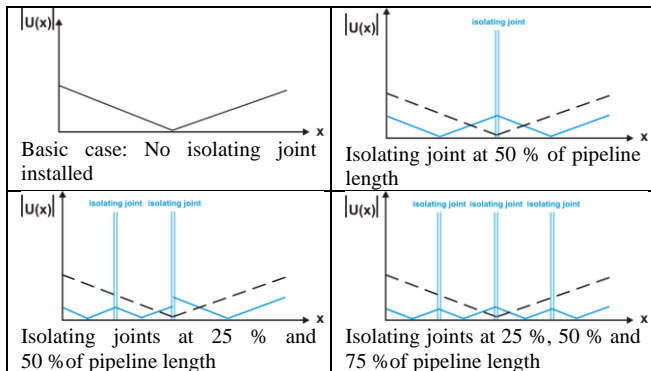 |U(x)|
x
Basic case: No isolating joint
installed
isolating joint
|U(x)|
x
Isolating joint at 50 % of pipeline
length
isolating joint isolating joint
|U(x)|
x
Isolating joints at 25 % and
50 %of pipeline length
isolating joint isolating joint isolating joint
|U(x)|
x
Isolating joints at 25 %, 50 % and
75 %of pipeline length